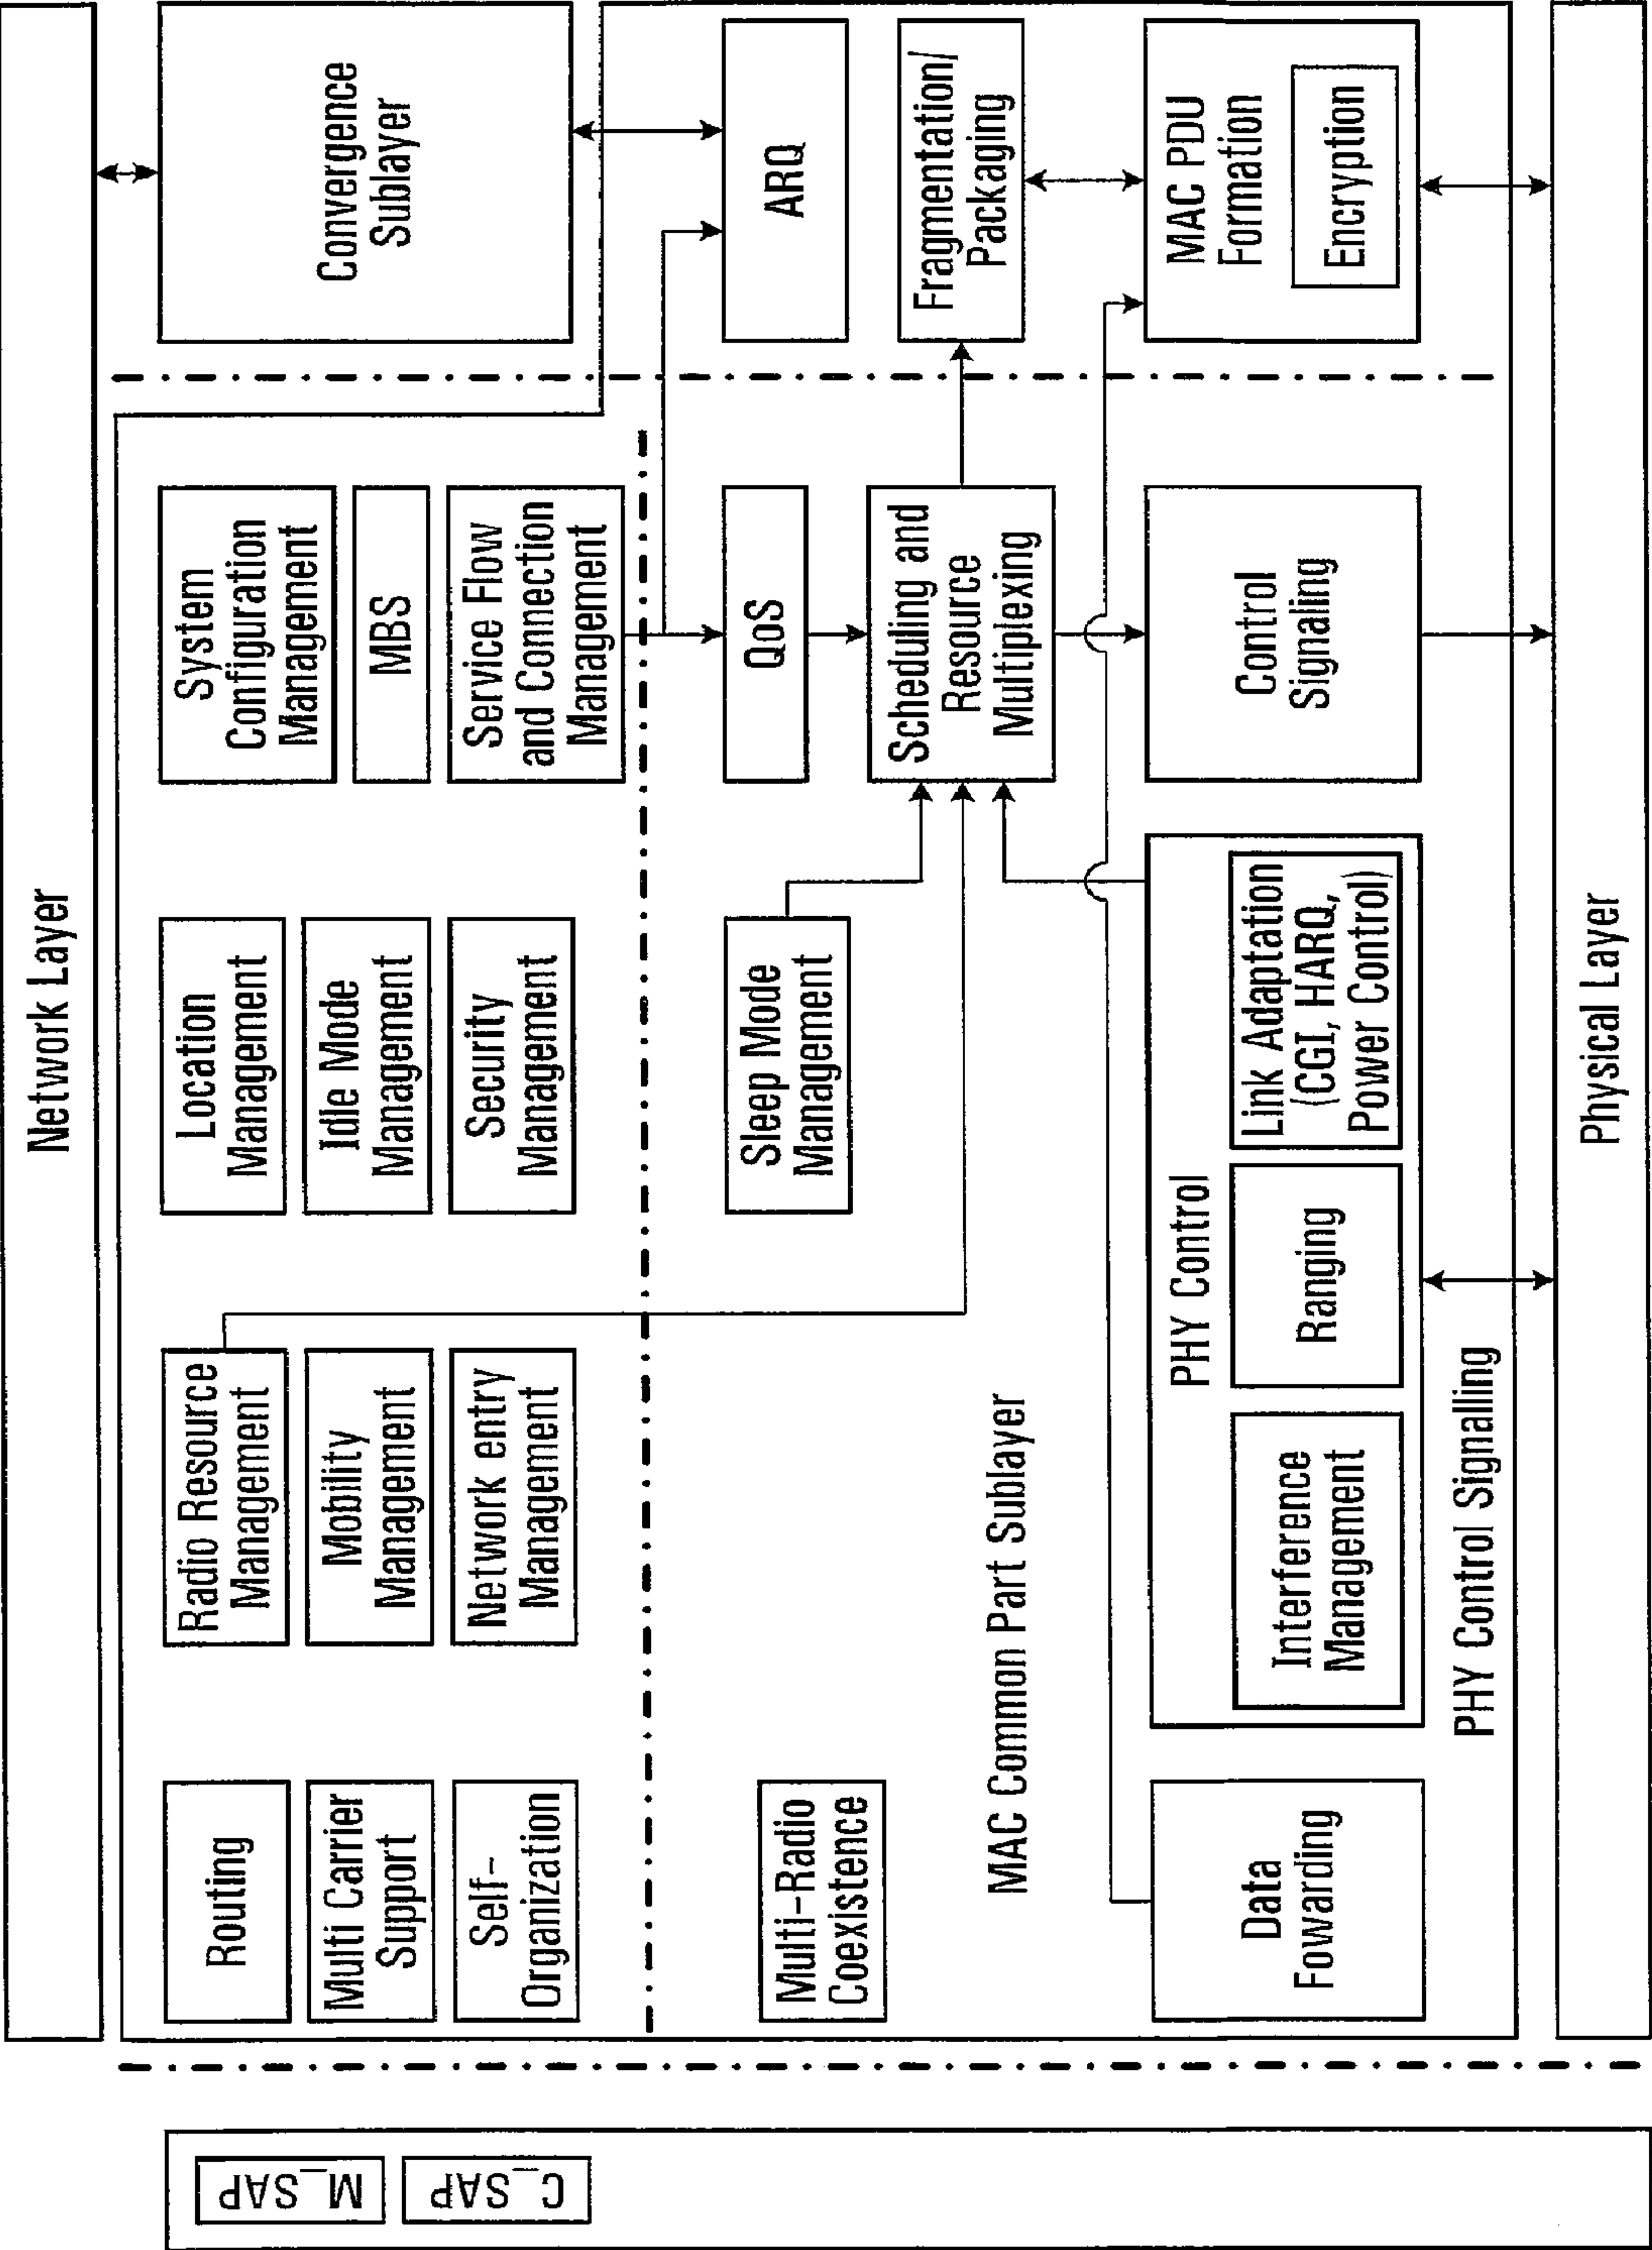 Network Layer
Routing
Multi Carrier
Support
Self-
Organization
Radio Resource
Management
Mobility
Management
Network entry
Management
Location
Management
Idle Mode
Management
Security
Management
System
Configuration
Management
MBS
Service Flow
and Connection
Management
Convergence
Sublayer
M_SAP
C_SAP
Multi-Radio
Coexistence
Sleep Mode
Management
QoS
ARQ
Scheduling and
Resource
Multiplexing
Fragmentation/
Packaging
MAC Common Part Sublayer
Data
Fowarding
PHY Control
Interference
Management
Ranging
Link Adaptation
(CGI, HARQ,
Power Control)
Control
Signaling
MAC PDU
Formation
Encryption
PHY Control Signalling
Physical Layer